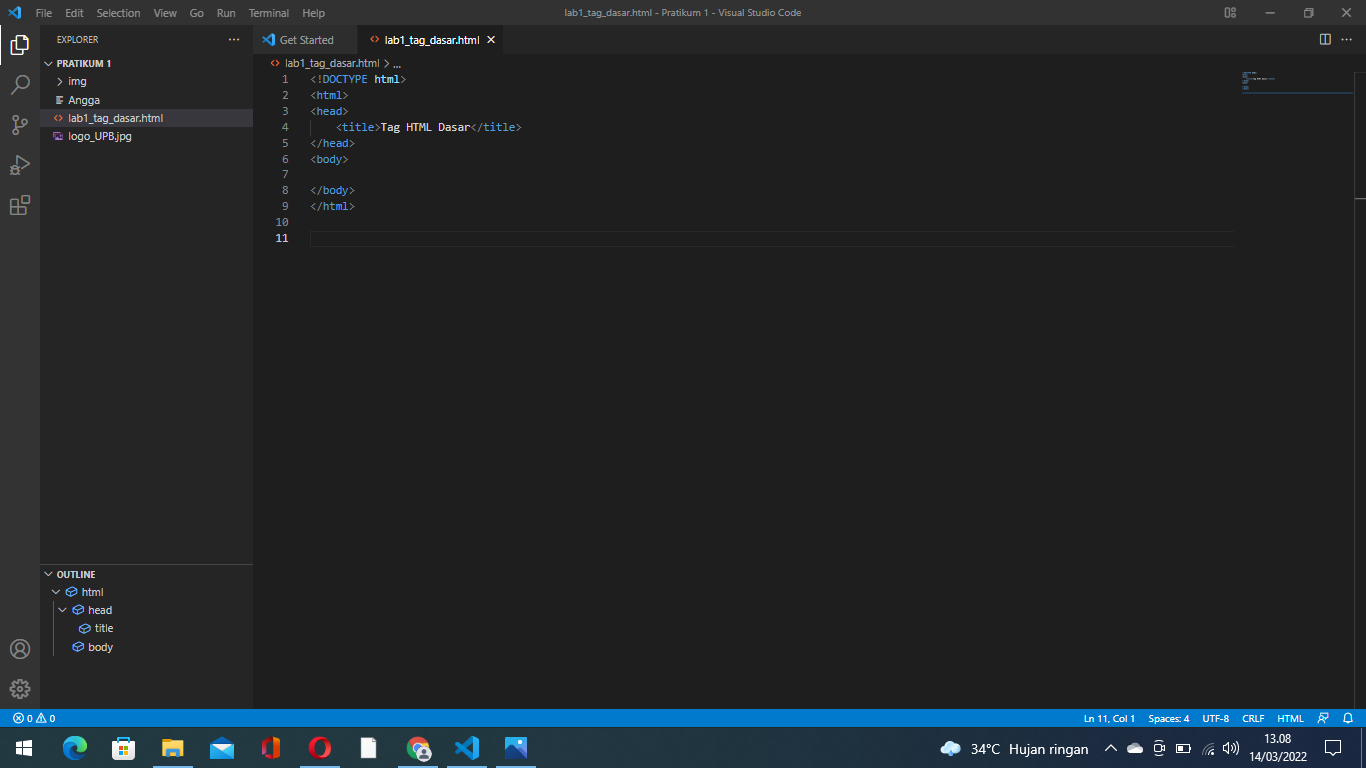 File Edit Selection View Go Run Terminal Help
lab1_tag_dasar.html - Pratikum 1 - Visual Studio Code
EXPLORER
PRATIKUM 1
img
Angga
lab1_tag_dasar.html
logo_UPB.jpg
OUTLINE
html
head
title
body
Get Started
lab1_tag_dasar.html
lab1_tag_dasar.html > ...
1 <!DOCTYPE html>
2 <html>
3 <head>
4 <title>Tag HTML Dasar</title>
5 </head>
6 <body>
7
8 </body>
9 </html>
10
11
0 0
Ln 11, Col 1 Spaces: 4 UTF-8 CRLF HTML
34°C Hujan ringan
13.08
14/03/2022